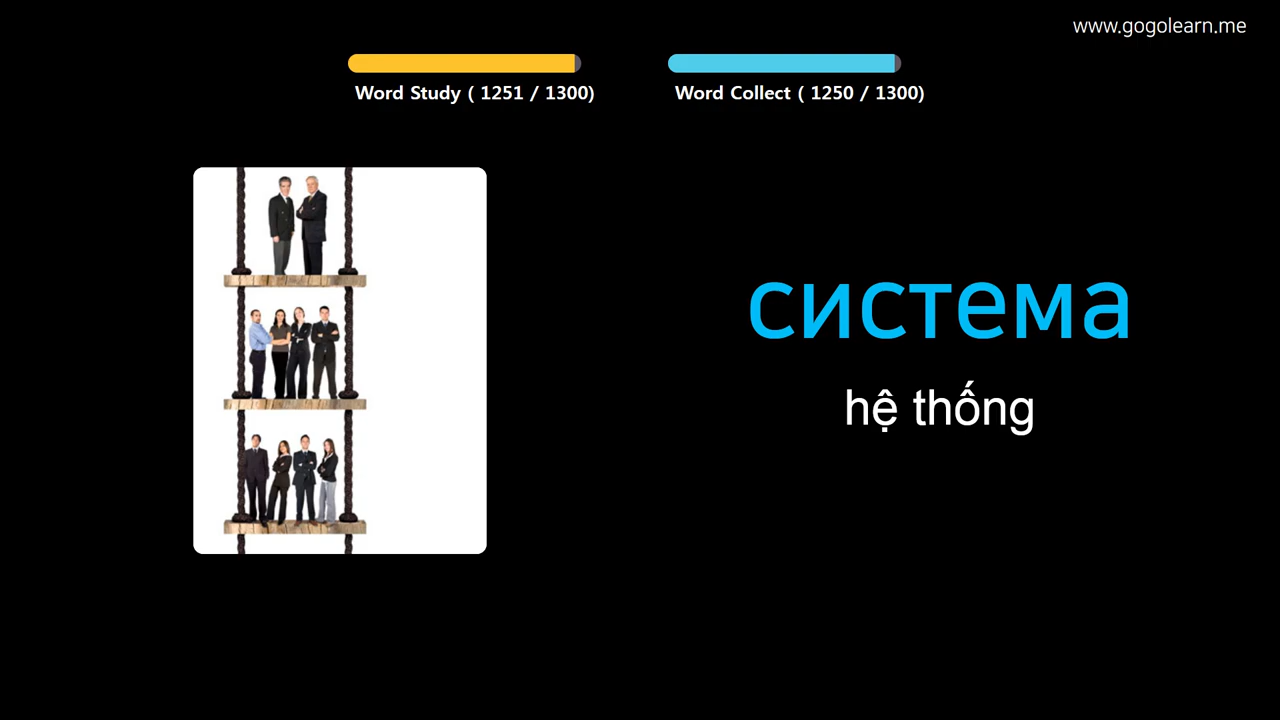 www.gogolearn.me
Word Study ( 1251 / 1300)
Word Collect ( 1250 / 1300)
система
hệ thống